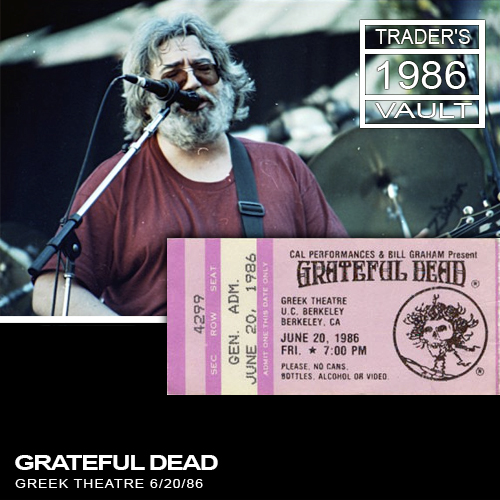 TRADER'S
1986
VAULT
CAL PERFORMANCES & BILL GRAHAM Present
GRATEFUL DEAD
GREEK THEATRE
U.C. BERKELEY
BERKELEY, CA
JUNE 20, 1986
FRI. ★ 7:00 PM
PLEASE, NO CANS,
BOTTLES, ALCOHOL OR VIDEO.
4299
SEC ROW SEAT
GEN. ADM.
JUNE 20, 1986
ADMIT ONE THIS DATE ONLY
GRATEFUL DEAD
GREEK THEATRE 6/20/86